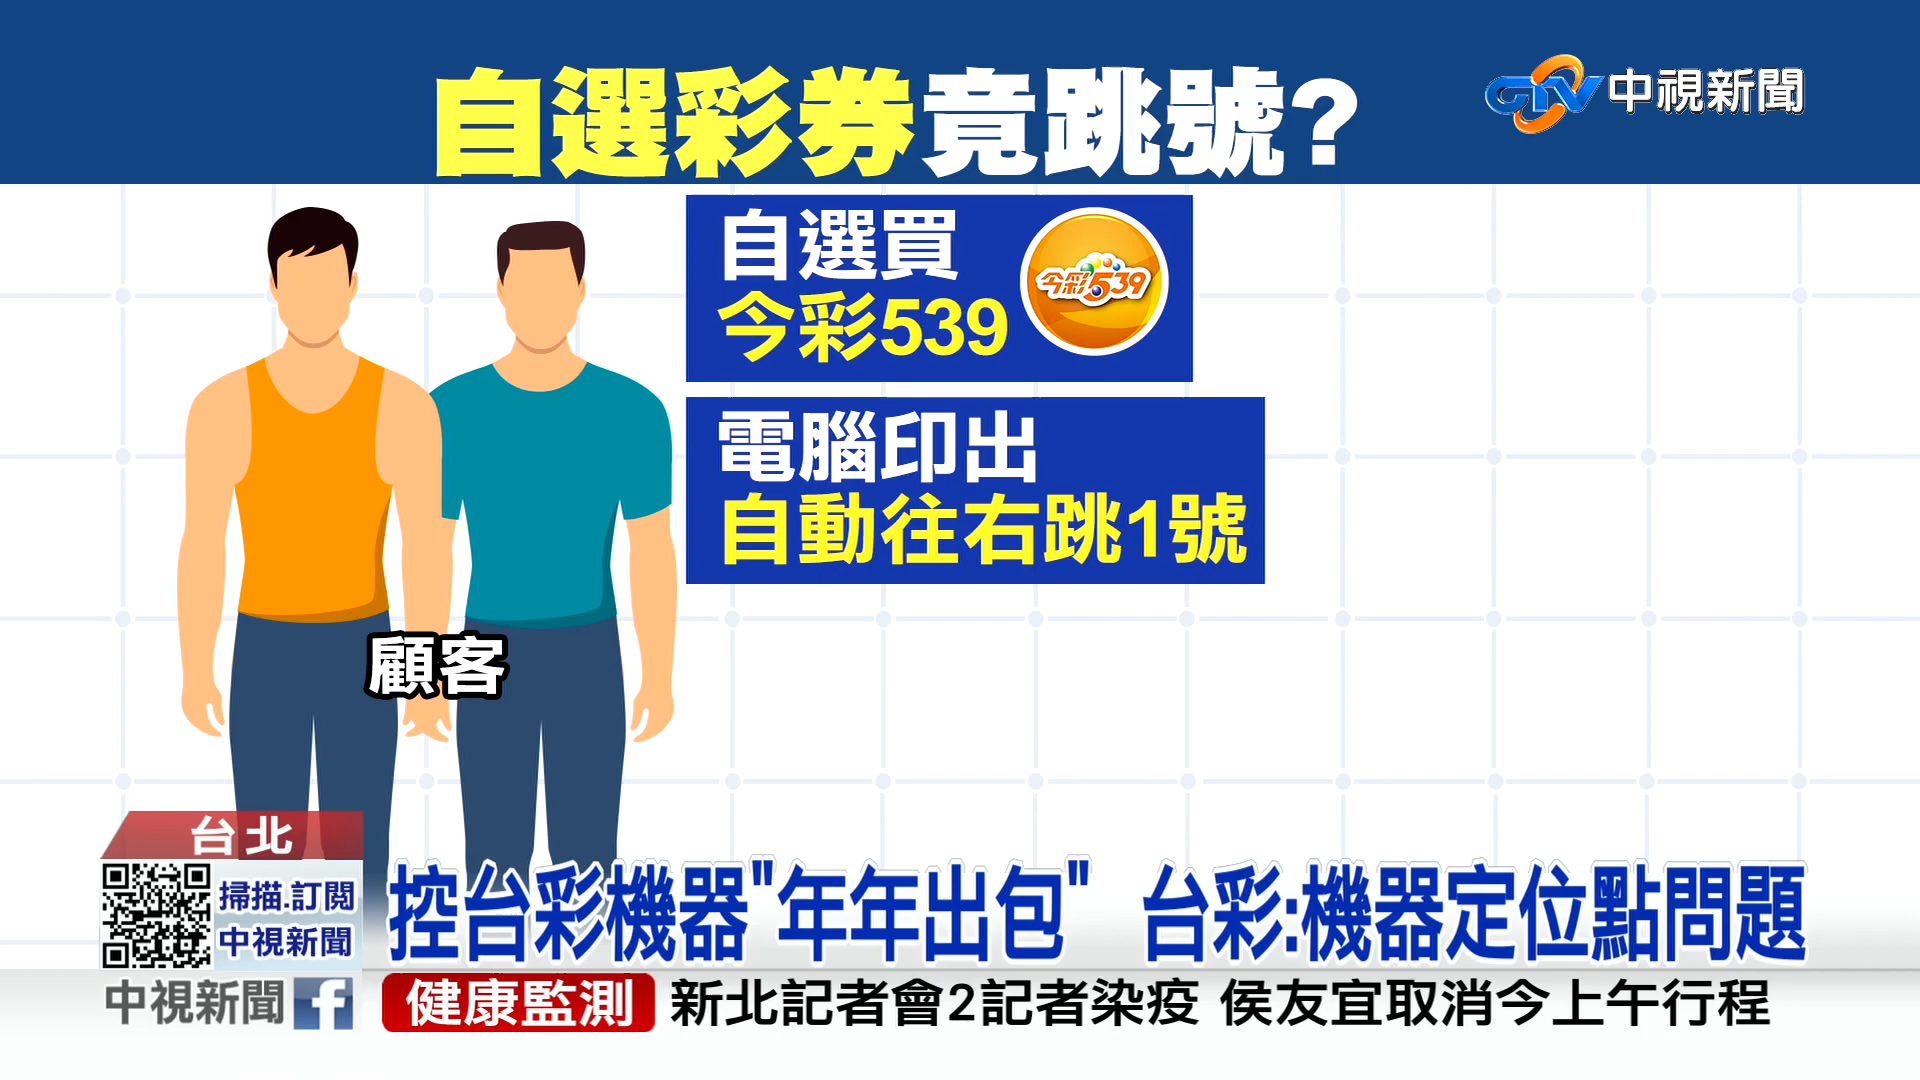 自選彩券竟跳號?
CTV 中視新聞
自選買
今彩539
今彩539
電腦印出
自動往右跳1號
顧客
台北
掃描.訂閱
中視新聞
控台彩機器"年年出包" 台彩:機器定位點問題
中視新聞 f
健康監測 新北記者會2記者染疫 侯友宜取消今上午行程